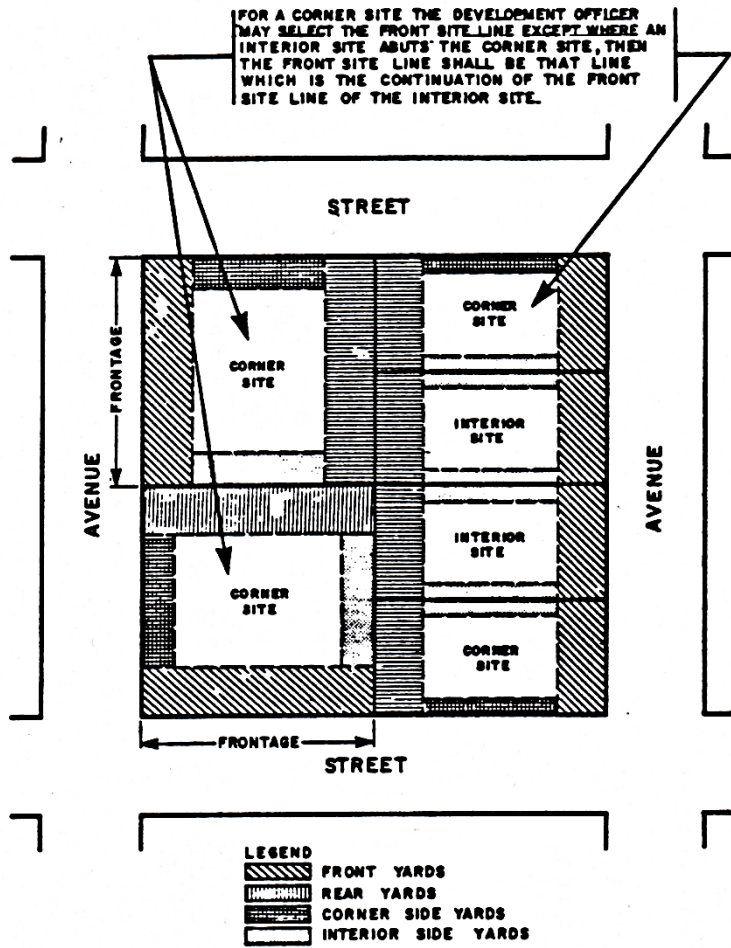 FOR A CORNER SITE THE DEVELOPMENT OFFICER
MAY SELECT THE FRONT SITE LINE EXCEPT WHERE AN
INTERIOR SITE ABUTS THE CORNER SITE, THEN
THE FRONT SITE LINE SHALL BE THAT LINE
WHICH IS THE CONTINUATION OF THE FRONT
SITE LINE OF THE INTERIOR SITE.
STREET
CORNER
SITE
CORNER
SITE
FRONTAGE
INTERIOR
SITE
AVENUE
AVENUE
INTERIOR
SITE
CORNER
SITE
CORNER
SITE
FRONTAGE
STREET
LEGEND
FRONT YARDS
REAR YARDS
CORNER SIDE YARDS
INTERIOR SIDE YARDS